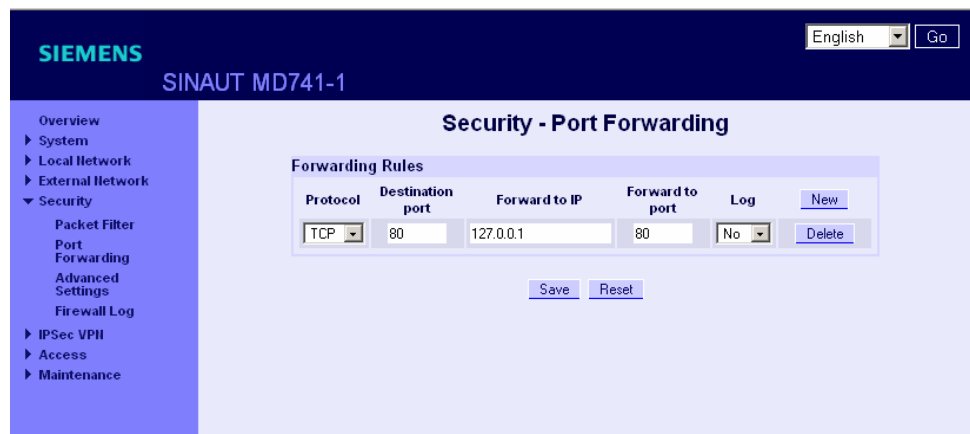 SIEMENS
English Go
SINAUT MD741-1
Overview
System
Local Network
External Network
Security
Packet Filter
Port
Forwarding
Advanced
Settings
Firewall Log
IPSec VPN
Access
Maintenance
Security - Port Forwarding
Forwarding Rules
Protocol Destination port Forward to IP Forward to port Log New
TCP 80 127.0.0.1 80 No Delete
Save Reset